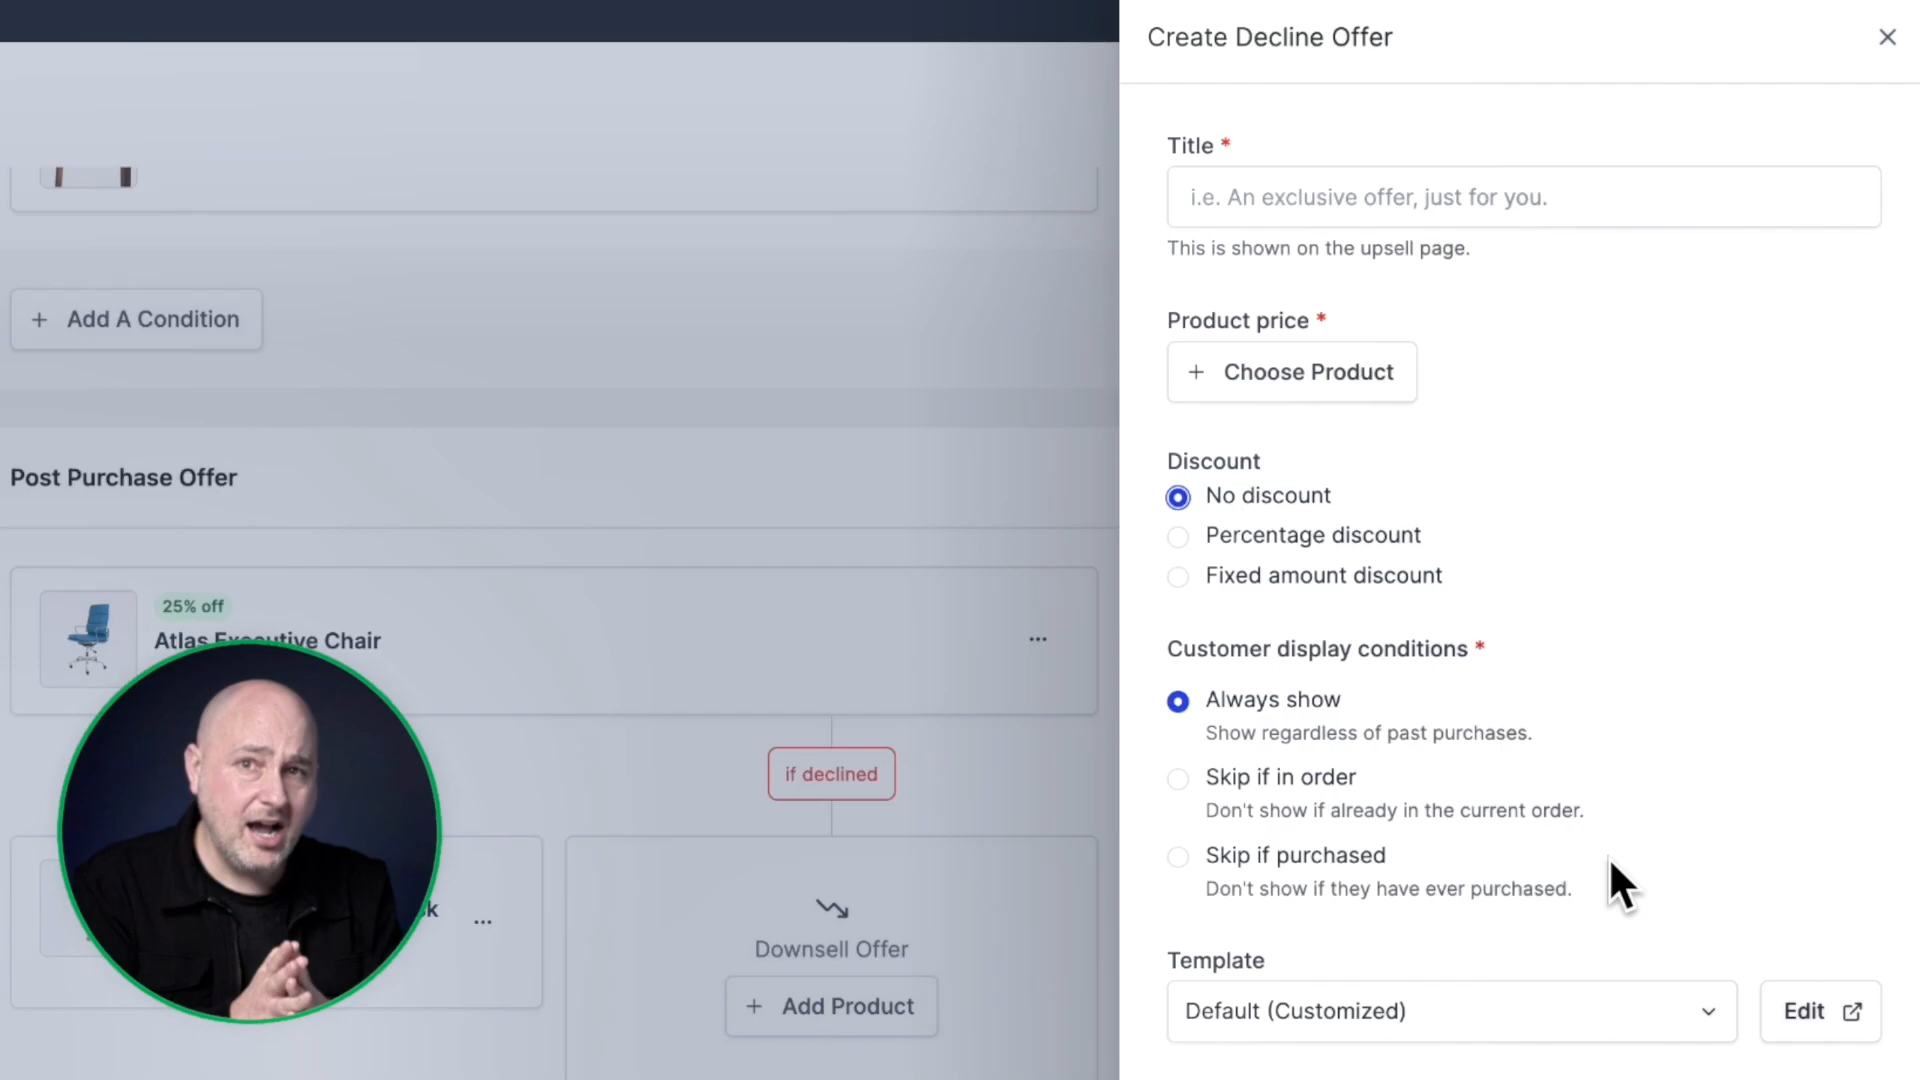 Create Decline Offer
Title *
i.e. An exclusive offer, just for you.
This is shown on the upsell page.
Product price *
+ Choose Product
Discount
No discount
Percentage discount
Fixed amount discount
Customer display conditions *
Always show
Show regardless of past purchases.
Skip if in order
Don't show if already in the current order.
Skip if purchased
Don't show if they have ever purchased.
Template
Default (Customized)
Edit
+ Add A Condition
Post Purchase Offer
25% off
Atlas Executive Chair
...
if declined
...
Downsell Offer
+ Add Product